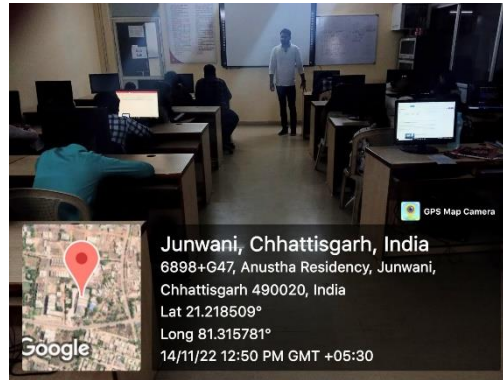 GPS Map Camera
Junwani, Chhattisgarh, India
6898+G47, Anustha Residency, Junwani,
Chhattisgarh 490020, India
Lat 21.218509°
Long 81.315781°
14/11/22 12:50 PM GMT +05:30
Google